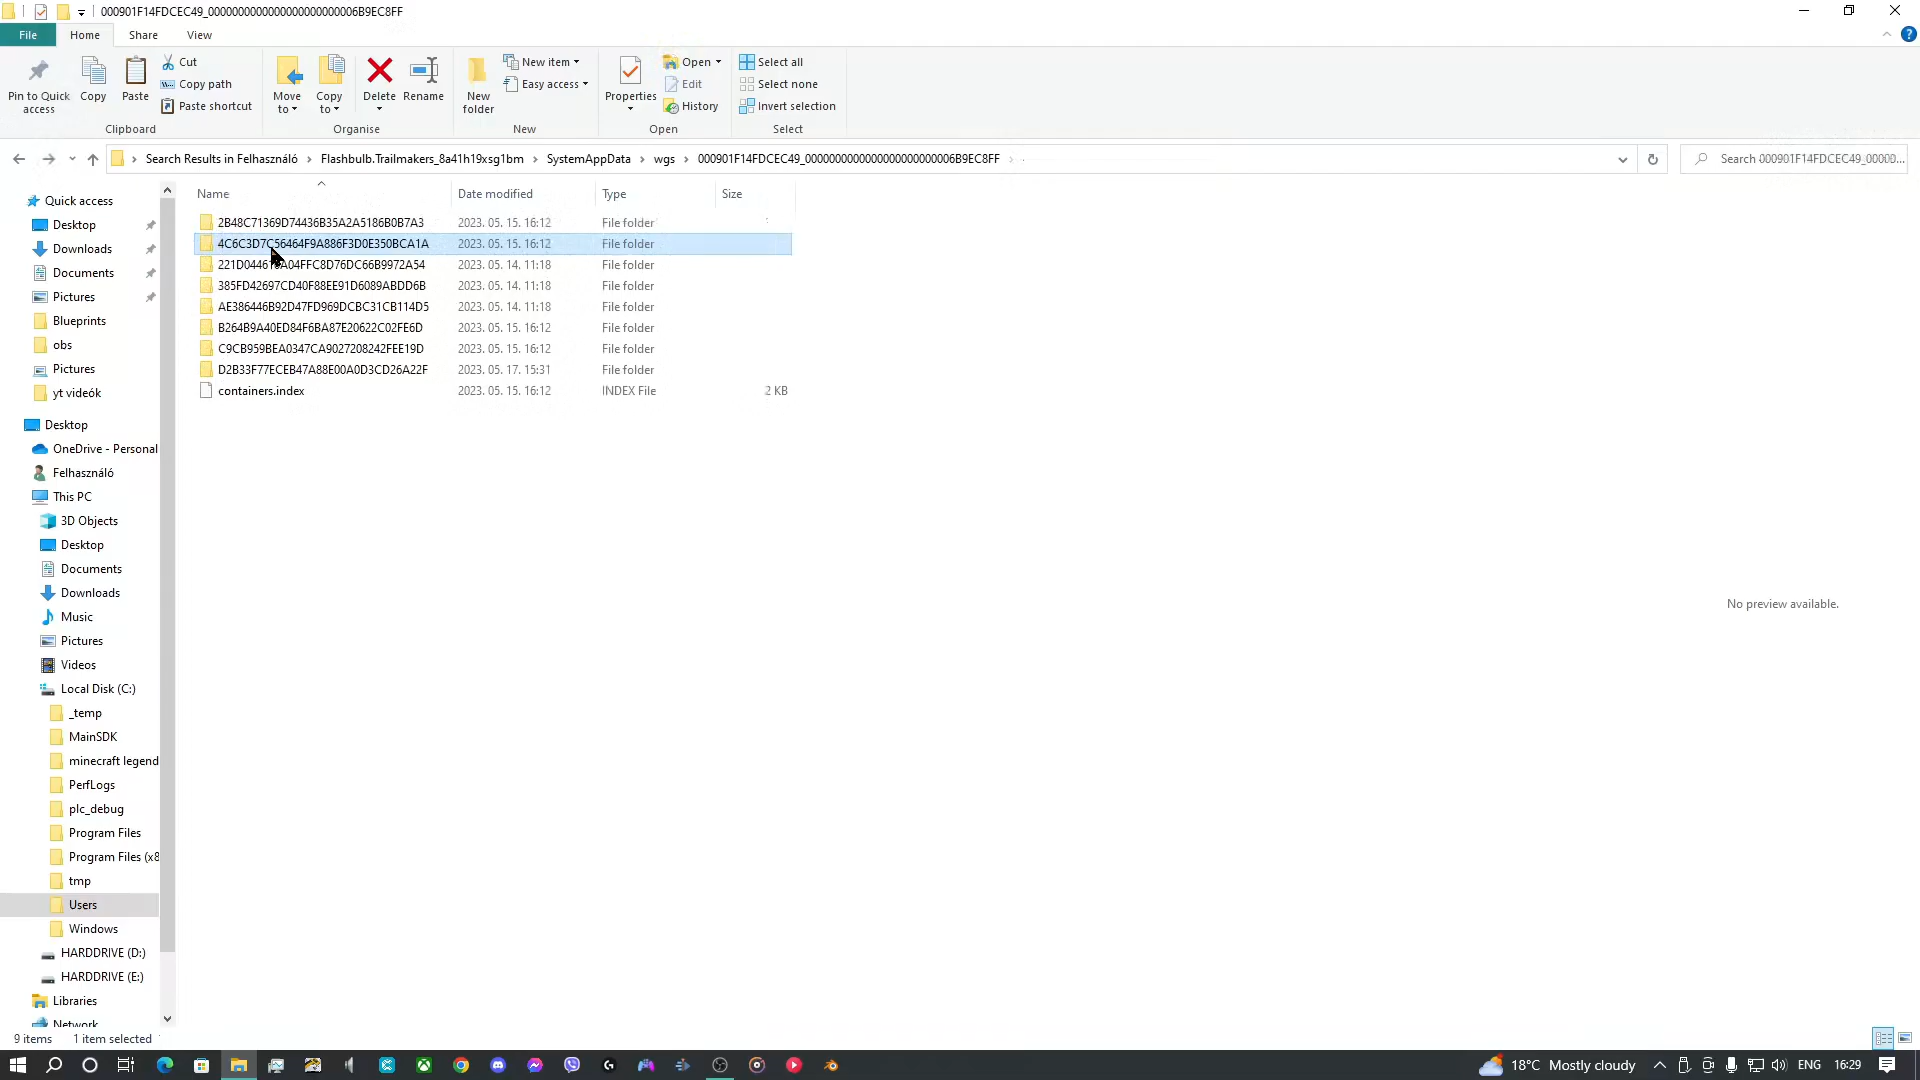 000901F14FDCEC49_0000000000000000000000006B9EC8FF
File Home Share View
Pin to Quick access
Copy
Paste
Cut
Copy path
Paste shortcut
Clipboard
Move to
Copy to
Delete
Rename
Organise
New folder
New item
Easy access
New
Properties
Open
Edit
History
Open
Select all
Select none
Invert selection
Select
Search Results in Felhasználó Flashbulb.Trailmakers_8a41h19xsg1bm SystemAppData wgs 000901F14FDCEC49_0000000000000000000000006B9EC8FF
Search 000901F14FDCEC49_00000...
Quick access
Desktop
Downloads
Documents
Pictures
Blueprints
obs
Pictures
yt videók
Desktop
OneDrive - Personal
Felhasználó
This PC
3D Objects
Desktop
Documents
Downloads
Music
Pictures
Videos
Local Disk (C:)
_temp
MainSDK
minecraft legend
PerfLogs
plc_debug
Program Files
Program Files (x8
tmp
Users
Windows
HARDDRIVE (D:)
HARDDRIVE (E:)
Libraries
Network
Name Date modified Type Size
2B48C71369D74436B35A2A5186B0B7A3 2023. 05. 15. 16:12 File folder
4C6C3D7C56464F9A886F3D0E350BCA1A 2023. 05. 15. 16:12 File folder
2023. 05. 14. 11:18 File folder
385FD42697CD40F88EE91D6089ABDD6B 2023. 05. 14. 11:18 File folder
AE386446B92D47FD969DCBC31CB114D5 2023. 05. 14. 11:18 File folder
B264B9A40ED84F6BA87E20622C02FE6D 2023. 05. 15. 16:12 File folder
C9CB959BEA0347CA9027208242FEE19D 2023. 05. 15. 16:12 File folder
D2B33F77ECEB47A88E00A0D3CD26A22F 2023. 05. 17. 15:31 File folder
containers.index 2023. 05. 15. 16:12 INDEX File 2 KB
No preview available.
9 items 1 item selected
18°C Mostly cloudy ENG 16:29